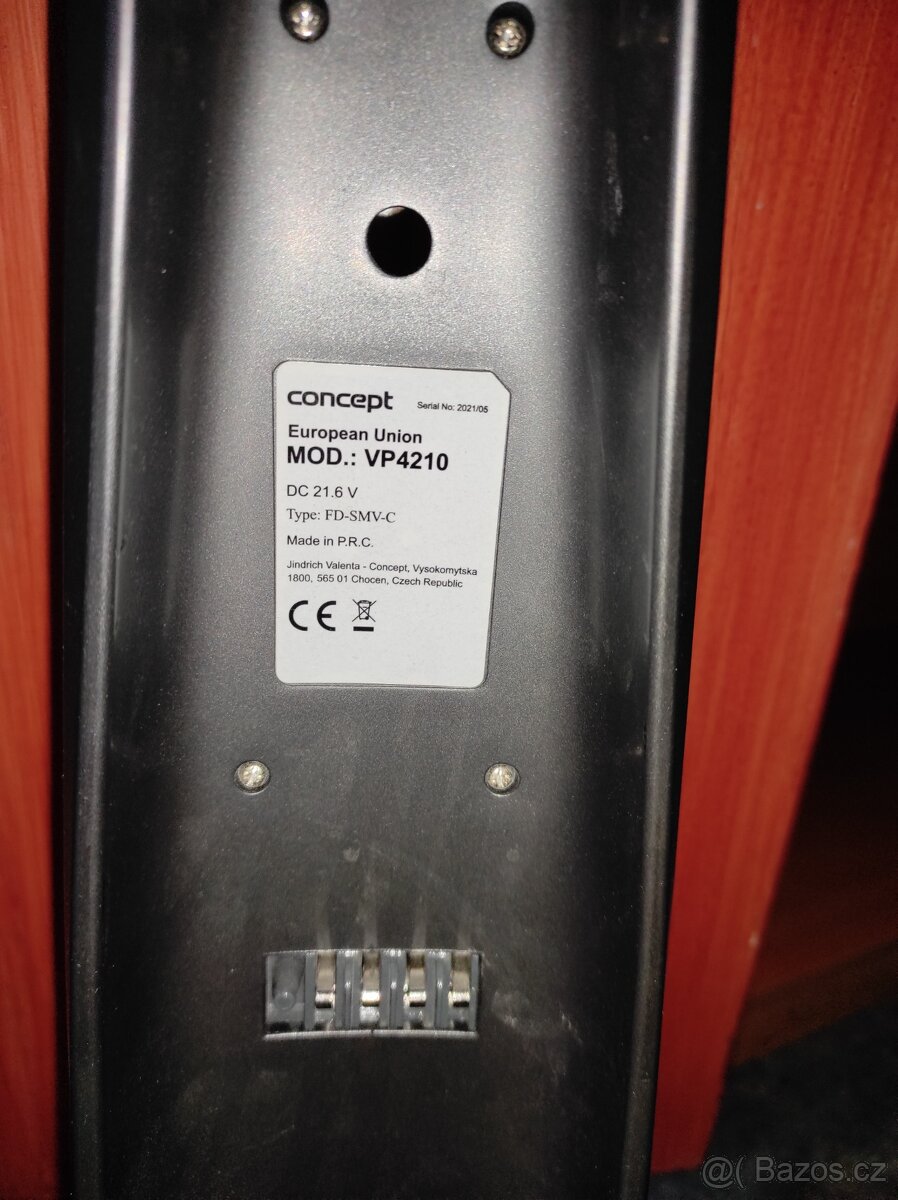 concept Serial No: 2021/05
European Union
MOD.: VP4210
DC 21.6 V
Type: FD-SMV-C
Made in P.R.C.
Jindrich Valenta - Concept, Vysokomytska
1800, 565 01 Chocen, Czech Republic
CE
@( Bazos.cz